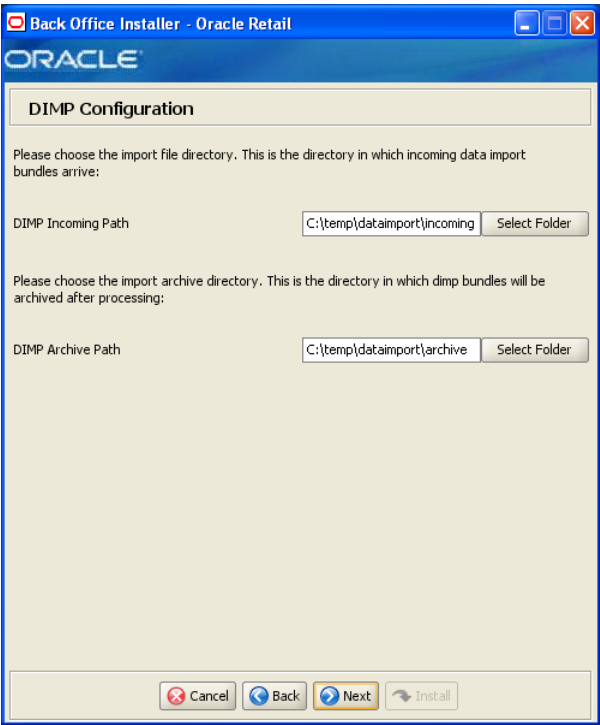 Back Office Installer - Oracle Retail
ORACLE
DIMP Configuration
Please choose the import file directory. This is the directory in which incoming data import
bundles arrive:
DIMP Incoming Path C:\temp\dataimport\incoming Select Folder
Please choose the import archive directory. This is the directory in which dimp bundles will be
archived after processing:
DIMP Archive Path C:\temp\dataimport\archive Select Folder
Cancel Back Next Install